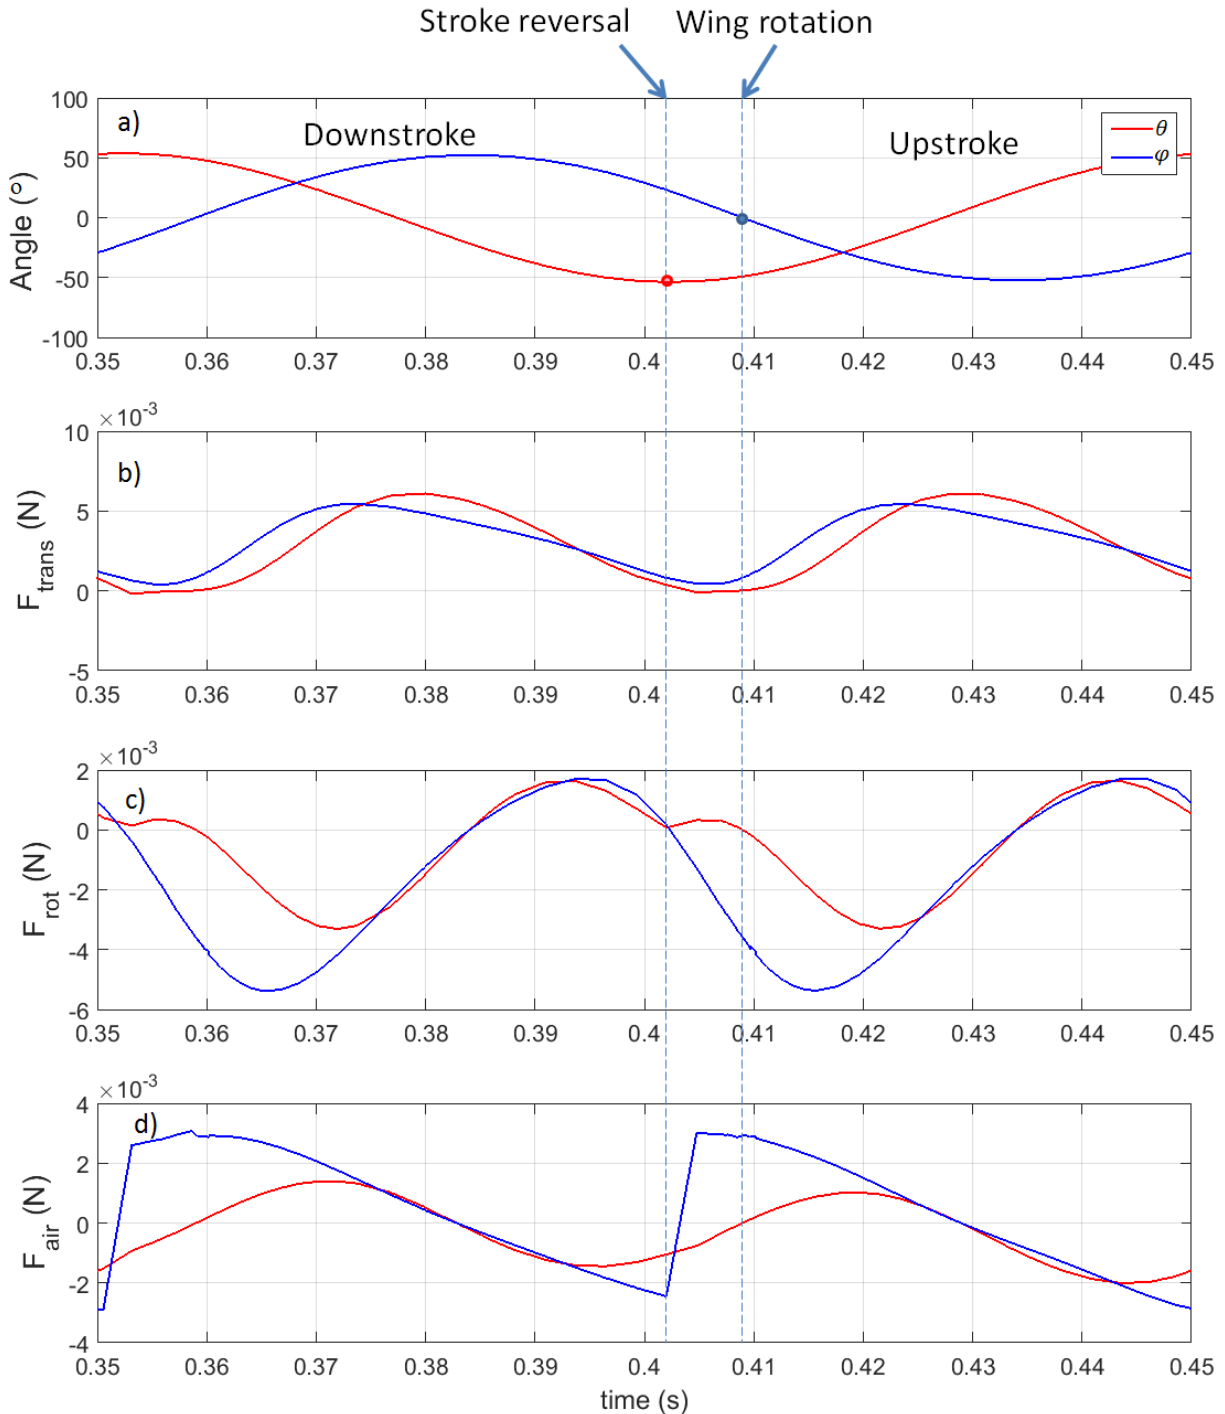 Stroke reversal Wing rotation
a) Downstroke Upstroke
θ
φ
Angle (o)
100
50
0
-50
-100
0.35 0.36 0.37 0.38 0.39 0.4 0.41 0.42 0.43 0.44 0.45
×10-3
b)
F trans (N)
10
5
0
-5
0.35 0.36 0.37 0.38 0.39 0.4 0.41 0.42 0.43 0.44 0.45
×10-3
c)
F rot (N)
2
0
-2
-4
-6
0.35 0.36 0.37 0.38 0.39 0.4 0.41 0.42 0.43 0.44 0.45
×10-3
d)
F air (N)
4
2
0
-2
-4
0.35 0.36 0.37 0.38 0.39 0.4 0.41 0.42 0.43 0.44 0.45
time (s)